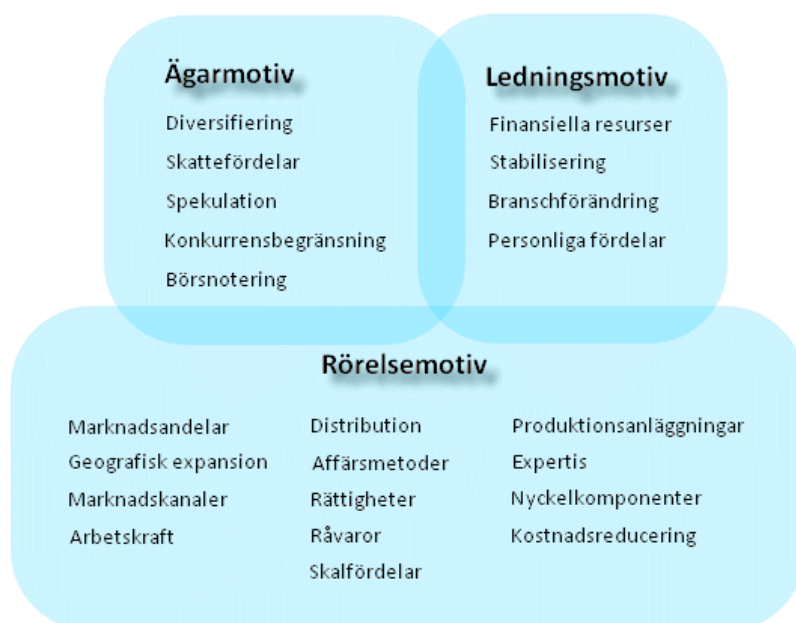 Ägarmotiv
Diversifiering
Skattefördelar
Spekulation
Konkurrensbegränsning
Börsnotering
Ledningsmotiv
Finansiella resurser
Stabilisering
Branschförändring
Personliga fördelar
Rörelsemotiv
Marknadsandelar
Geografisk expansion
Marknadskanaler
Arbetskraft
Distribution
Affärsmetoder
Rättigheter
Råvaror
Skalfördelar
Produktionsanläggningar
Expertis
Nyckelkomponenter
Kostnadsreducering